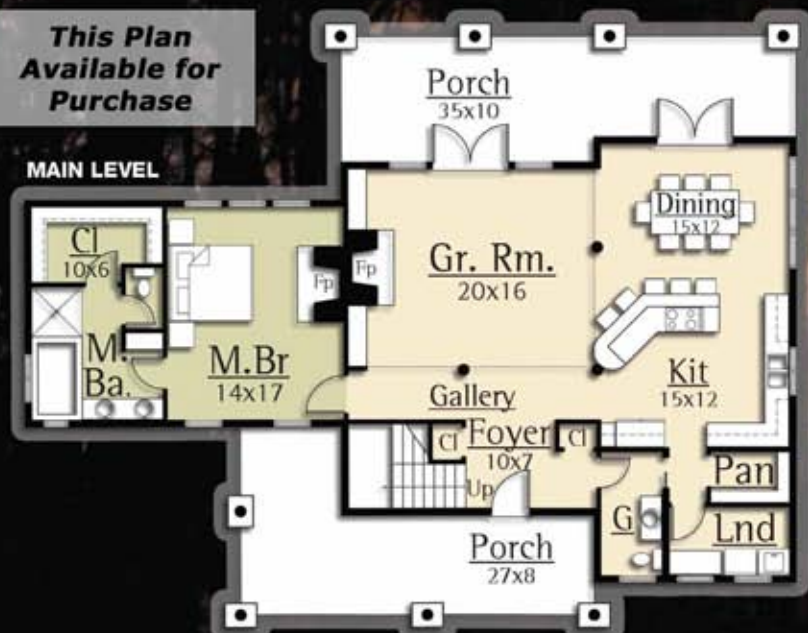 This Plan
Available for
Purchase
MAIN LEVEL
Porch
35x10
Dining
15x12
Cl
10x6
Fp
Fp
Gr. Rm.
20x16
M.
Ba.
M.Br
14x17
Kit
15x12
Gallery
Cl
Foyer
10x7
Cl
Up
Pan
G
Lnd
Porch
27x8